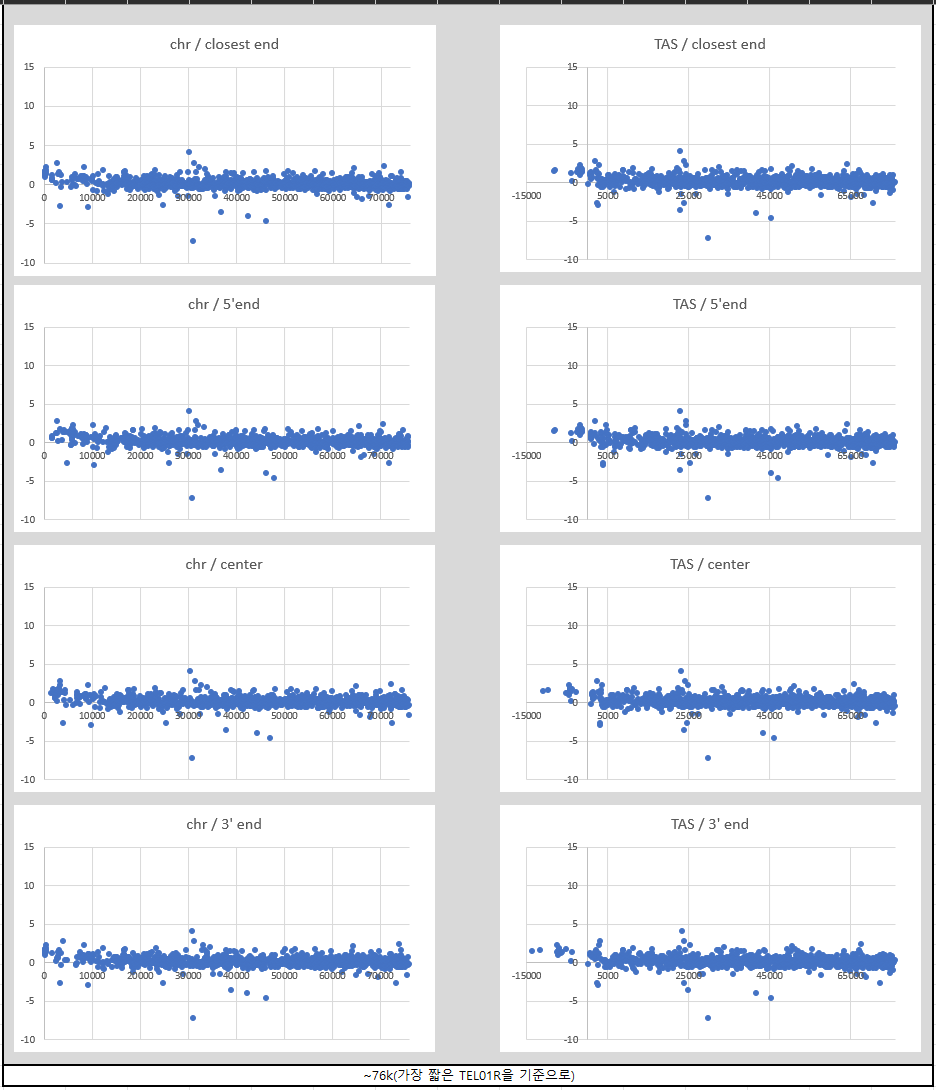 chr / closest end
15
10
5
0
-5
-10
0 10000 20000 30000 40000 50000 60000 70000
TAS / closest end
15
10
5
0
-5
-10
-15000 5000 25000 45000 65000
chr / 5'end
15
10
5
0
-5
-10
0 10000 20000 30000 40000 50000 60000 70000
TAS / 5'end
15
10
5
0
-5
-10
-15000 5000 25000 45000 65000
chr / center
15
10
5
0
-5
-10
0 10000 20000 30000 40000 50000 60000 70000
TAS / center
15
10
5
0
-5
-10
-15000 5000 25000 45000 65000
chr / 3' end
15
10
5
0
-5
-10
0 10000 20000 30000 40000 50000 60000 70000
TAS / 3' end
15
10
5
0
-5
-10
-15000 5000 25000 45000 65000
~76k(가장 짧은 TEL01R을 기준으로)